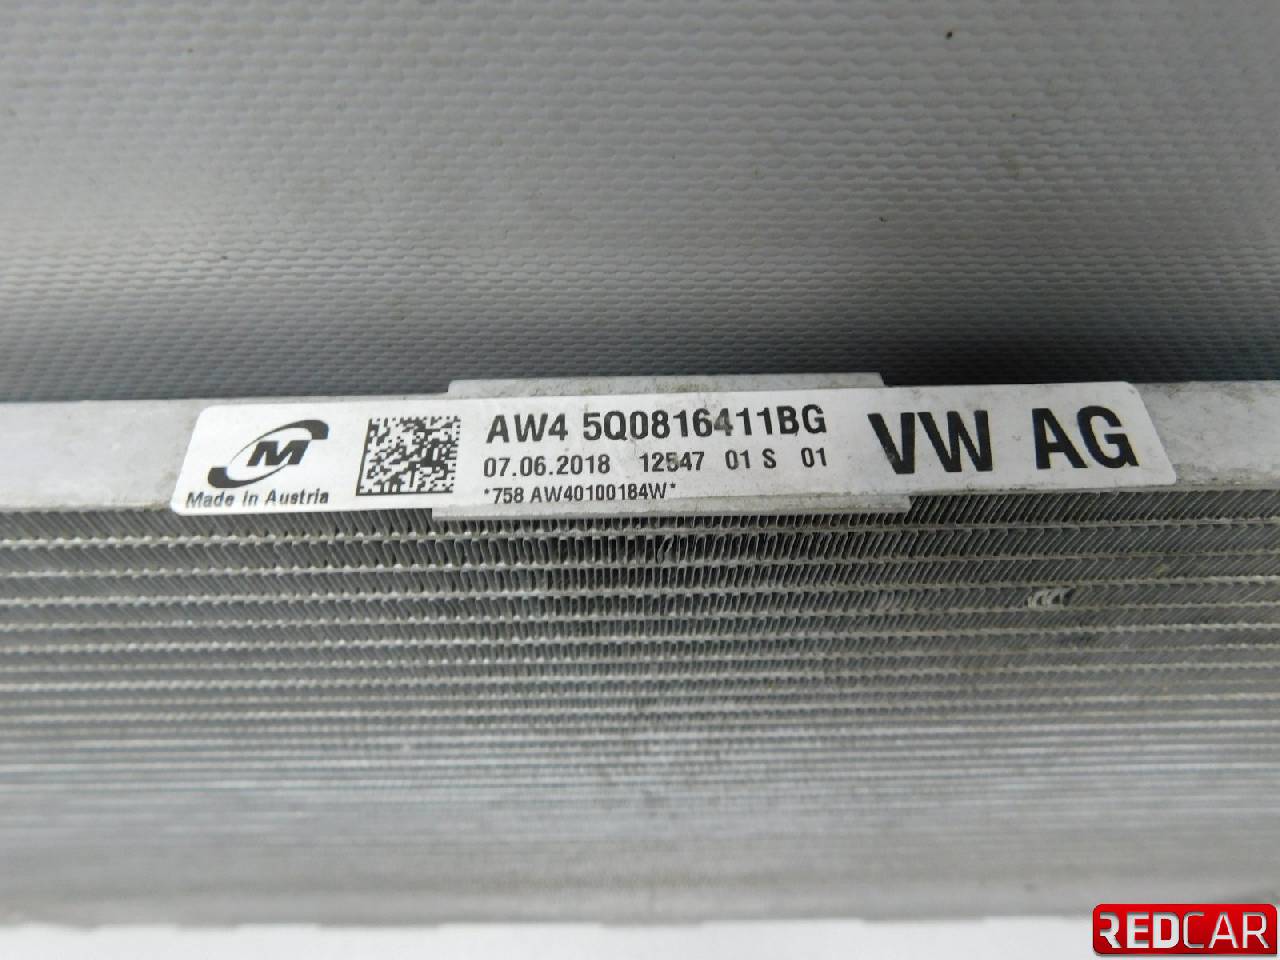 M
Made in Austria
AW4 5Q0816411BG
07.06.2018 12547 01 S 01
*758 AW40100184W*
VW AG
REDCAR